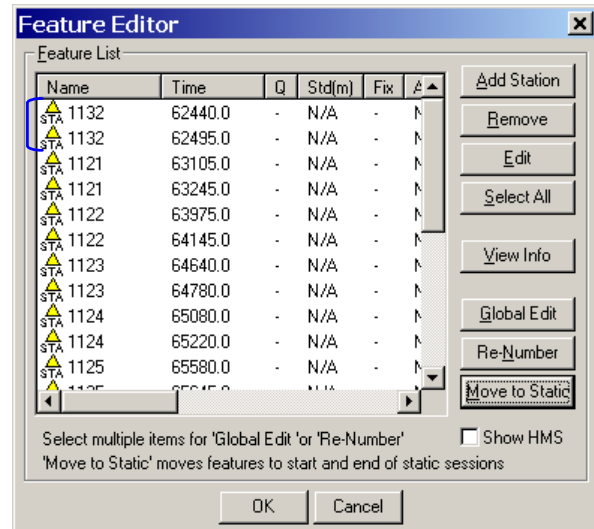 Feature Editor
Feature List
Name Time Q Std(m) Fix
STA 1132 62440.0 - N/A -
STA 1132 62495.0 - N/A -
STA 1121 63105.0 - N/A -
STA 1121 63245.0 - N/A -
STA 1122 63975.0 - N/A -
STA 1122 64145.0 - N/A -
STA 1123 64640.0 - N/A -
STA 1123 64780.0 - N/A -
STA 1124 65080.0 - N/A -
STA 1124 65220.0 - N/A -
STA 1125 65580.0 - N/A -
Add Station
Remove
Edit
Select All
View Info
Global Edit
Re-Number
Move to Static
Show HMS
Select multiple items for 'Global Edit 'or 'Re-Number'
'Move to Static' moves features to start and end of static sessions
OK Cancel